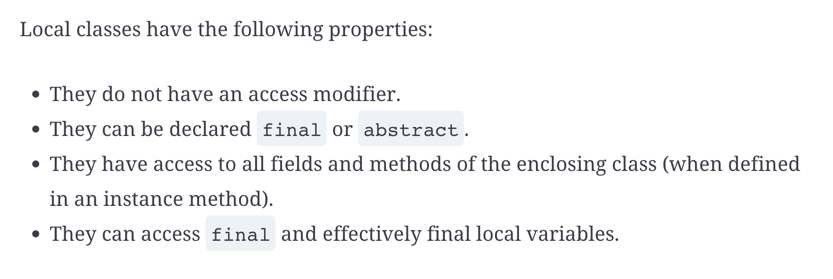 Local classes have the following properties:
• They do not have an access modifier.
• They can be declared final or abstract.
• They have access to all fields and methods of the enclosing class (when defined
in an instance method).
• They can access final and effectively final local variables.